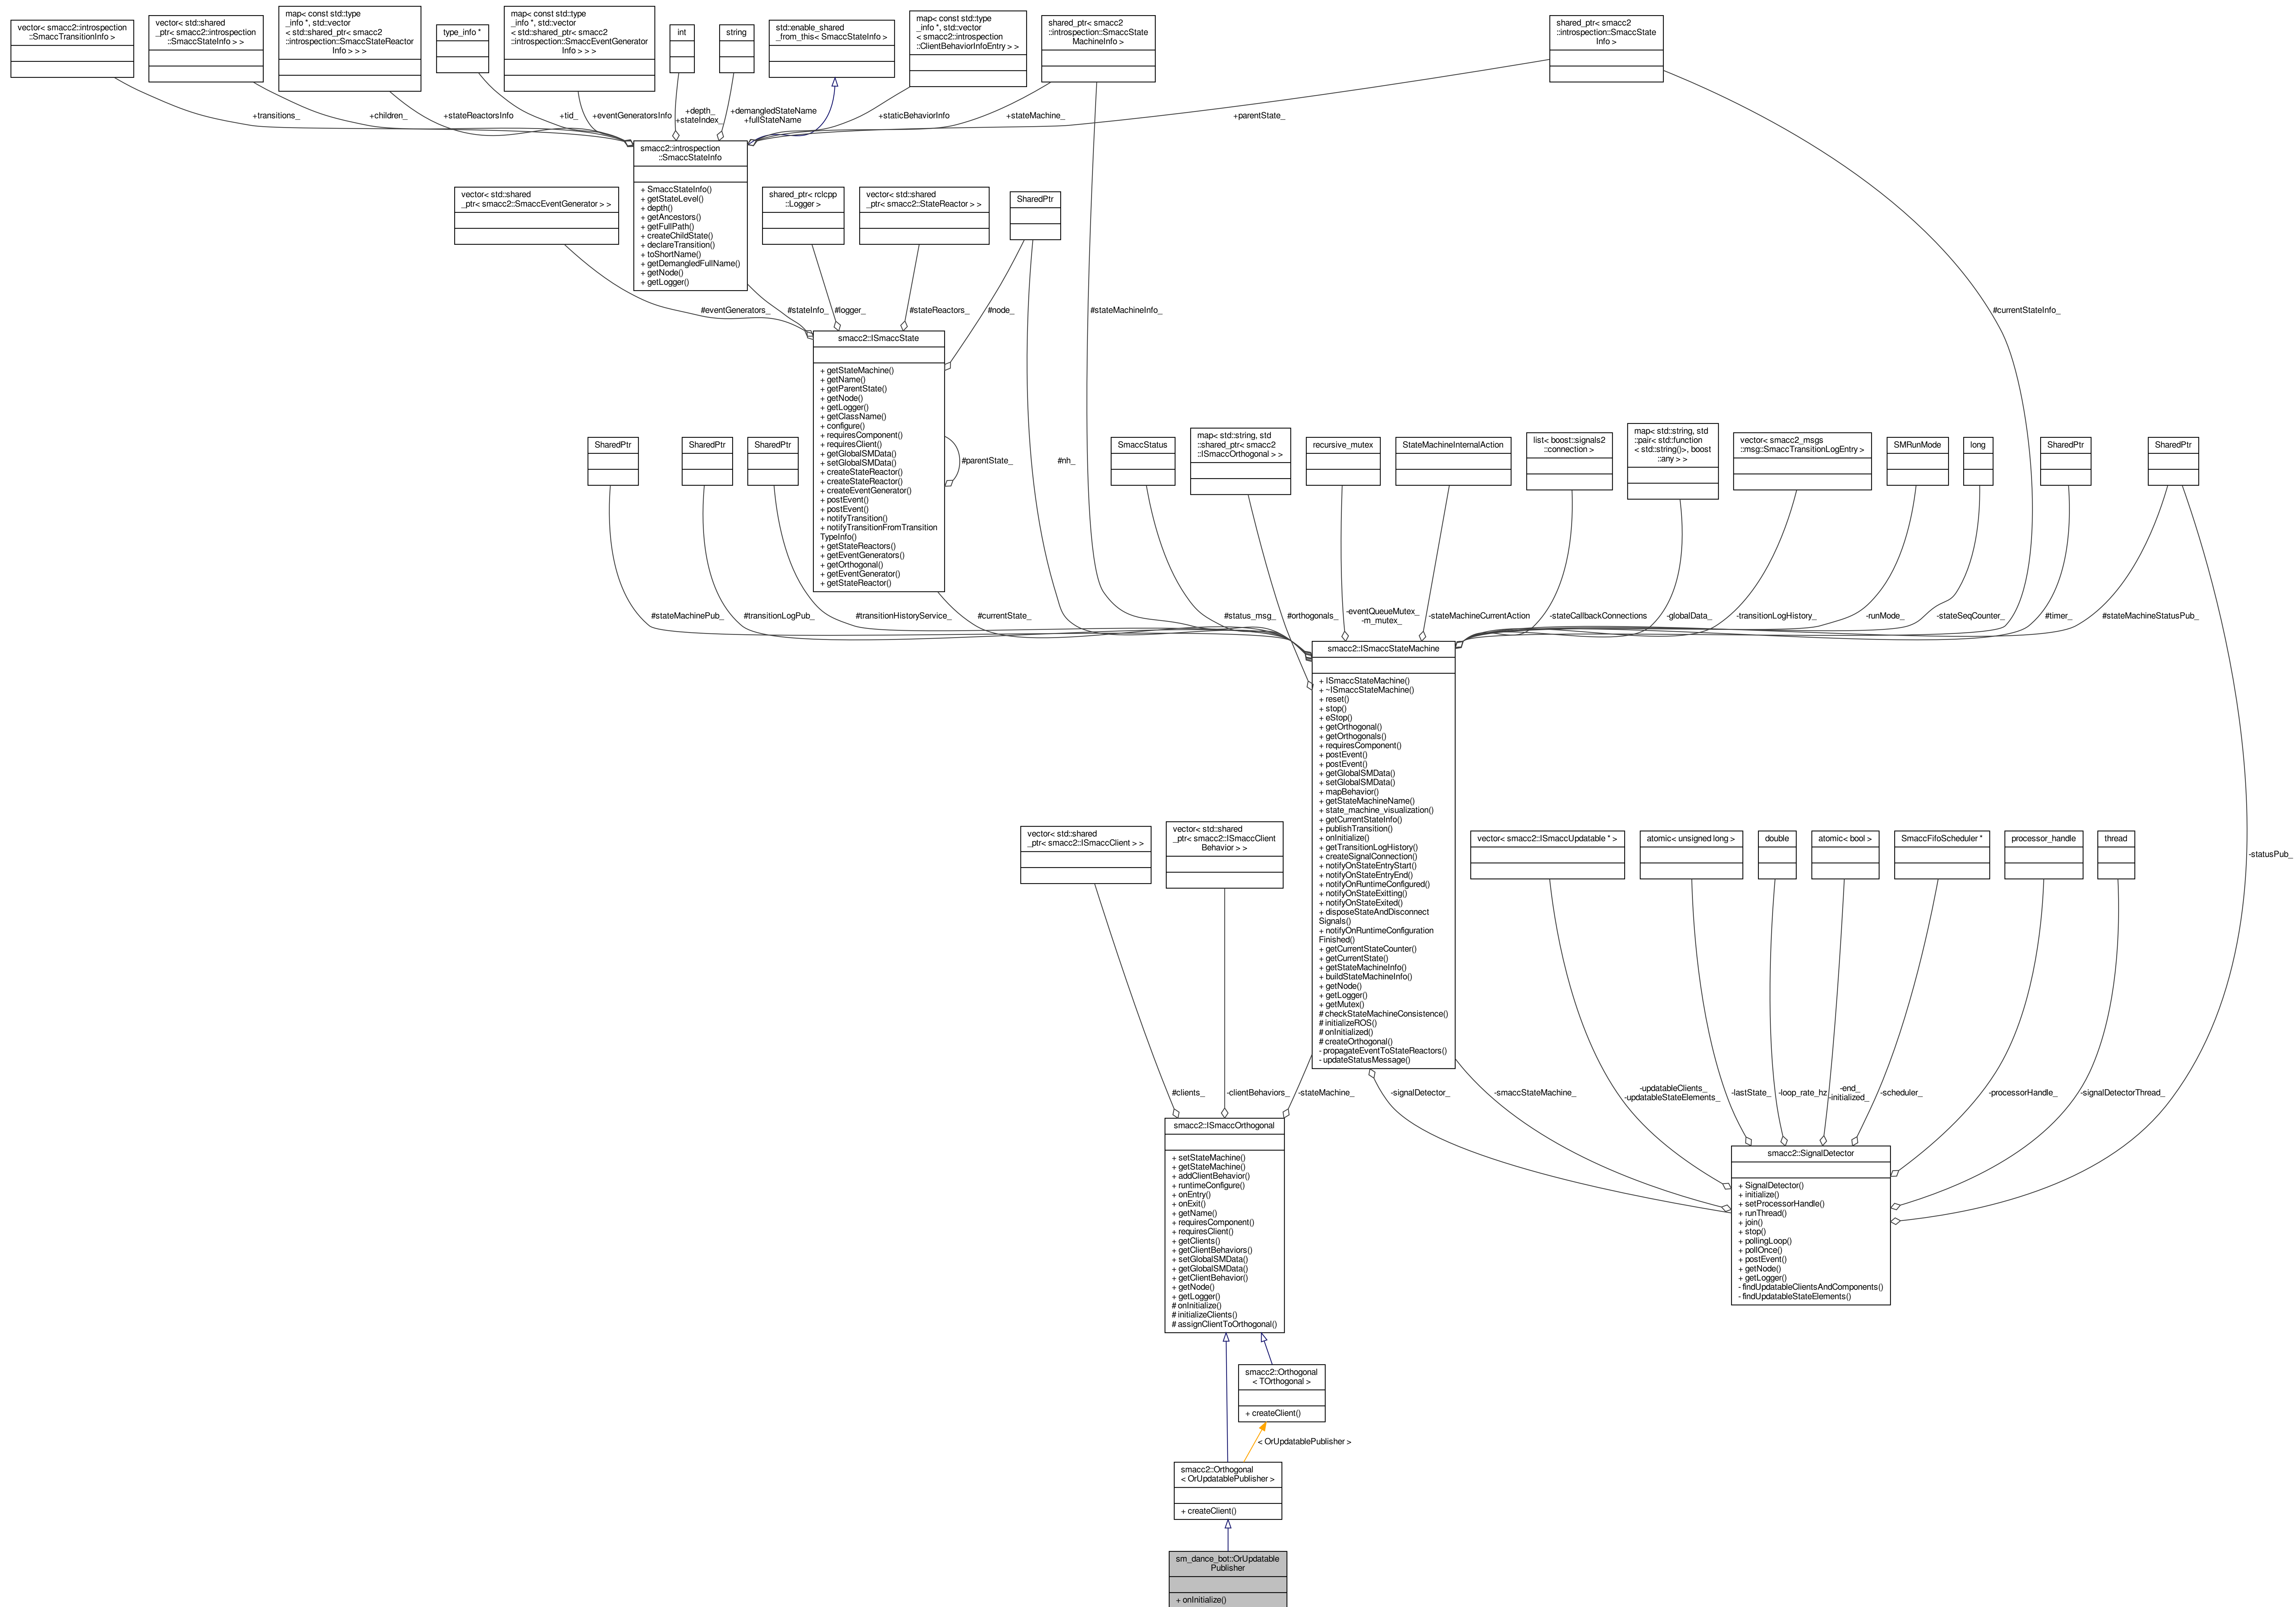 vector< smacc2::introspection
::SmaccTransitionInfo >
vector< std::shared
_ptr< smacc2::introspection
::SmaccStateInfo > >
map< const std::type
_info *, std::vector
< std::shared_ptr< smacc2
::introspection::SmaccStateReactor
Info > > >
type_info *
map< const std::type
_info *, std::vector
< std::shared_ptr< smacc2
::introspection::SmaccEventGenerator
Info > > >
int
string
std::enable_shared
_from_this< SmaccStateInfo >
map< const std::type
_info *, std::vector
< smacc2::introspection
::ClientBehaviorInfoEntry > >
shared_ptr< smacc2
::introspection::SmaccState
MachineInfo >
shared_ptr< smacc2
::introspection::SmaccState
Info >
+transitions_
+children_
+stateReactorsInfo
+tid_
+eventGeneratorsInfo
+depth_
+stateIndex_
+demangledStateName
+fullStateName
+staticBehaviorInfo
+stateMachine_
+parentState_
smacc2::introspection
::SmaccStateInfo
+ SmaccStateInfo()
+ getStateLevel()
+ depth()
+ getAncestors()
+ getFullPath()
+ createChildState()
+ declareTransition()
+ toShortName()
+ getDemangledFullName()
+ getNode()
+ getLogger()
vector< std::shared
_ptr< smacc2::SmaccEventGenerator > >
shared_ptr< rclcpp
::Logger >
vector< std::shared
_ptr< smacc2::StateReactor > >
SharedPtr
#eventGenerators_
#stateInfo_
#logger_
#stateReactors_
#node_
#stateMachineInfo_
#currentStateInfo_
smacc2::ISmaccState
+ getStateMachine()
+ getName()
+ getParentState()
+ getNode()
+ getLogger()
+ getClassName()
+ configure()
+ requiresComponent()
+ requiresClient()
+ getGlobalSMData()
+ setGlobalSMData()
+ createStateReactor()
+ createStateReactor()
+ createEventGenerator()
+ postEvent()
+ postEvent()
+ notifyTransition()
+ notifyTransitionFromTransition
TypeInfo()
+ getStateReactors()
+ getEventGenerators()
+ getOrthogonal()
+ getEventGenerator()
+ getStateReactor()
#parentState_
#nh_
SharedPtr
SharedPtr
SharedPtr
SmaccStatus
map< std::string, std
::shared_ptr< smacc2
::ISmaccOrthogonal > >
recursive_mutex
StateMachineInternalAction
list< boost::signals2
::connection >
map< std::string, std
::pair< std::function
< std::string()>, boost
::any > >
vector< smacc2_msgs
::msg::SmaccTransitionLogEntry >
SMRunMode
long
SharedPtr
SharedPtr
#stateMachinePub_
#transitionLogPub_
#transitionHistoryService_
#currentState_
#status_msg_
#orthogonals_
-eventQueueMutex_
-m_mutex_
-stateMachineCurrentAction
-stateCallbackConnections
-globalData_
-transitionLogHistory_
-runMode_
-stateSeqCounter_
#timer_
#stateMachineStatusPub_
smacc2::ISmaccStateMachine
+ ISmaccStateMachine()
+ ~ISmaccStateMachine()
+ reset()
+ stop()
+ eStop()
+ getOrthogonal()
+ getOrthogonals()
+ requiresComponent()
+ postEvent()
+ postEvent()
+ getGlobalSMData()
+ setGlobalSMData()
+ mapBehavior()
+ getStateMachineName()
+ state_machine_visualization()
+ getCurrentStateInfo()
+ publishTransition()
+ onInitialize()
+ getTransitionLogHistory()
+ createSignalConnection()
+ notifyOnStateEntryStart()
+ notifyOnStateEntryEnd()
+ notifyOnRuntimeConfigured()
+ notifyOnStateExitting()
+ notifyOnStateExited()
+ disposeStateAndDisconnect
Signals()
+ notifyOnRuntimeConfiguration
Finished()
+ getCurrentStateCounter()
+ getCurrentState()
+ getStateMachineInfo()
+ buildStateMachineInfo()
+ getNode()
+ getLogger()
+ getMutex()
# checkStateMachineConsistence()
# initializeROS()
# onInitialized()
# createOrthogonal()
- propagateEventToStateReactors()
- updateStatusMessage()
vector< std::shared
_ptr< smacc2::ISmaccClient > >
vector< std::shared
_ptr< smacc2::ISmaccClient
Behavior > >
vector< smacc2::ISmaccUpdatable * >
atomic< unsigned long >
double
atomic< bool >
SmaccFifoScheduler *
processor_handle
thread
-statusPub_
#clients_
-clientBehaviors_
-stateMachine_
-signalDetector_
-smaccStateMachine_
-updatableClients_
-updatableStateElements_
-lastState_
-loop_rate_hz
-end_
-initialized_
-scheduler_
-processorHandle_
-signalDetectorThread_
smacc2::ISmaccOrthogonal
+ setStateMachine()
+ getStateMachine()
+ addClientBehavior()
+ runtimeConfigure()
+ onEntry()
+ onExit()
+ getName()
+ requiresComponent()
+ requiresClient()
+ getClients()
+ getClientBehaviors()
+ setGlobalSMData()
+ getGlobalSMData()
+ getClientBehavior()
+ getNode()
+ getLogger()
# onInitialize()
# initializeClients()
# assignClientToOrthogonal()
smacc2::SignalDetector
+ SignalDetector()
+ initialize()
+ setProcessorHandle()
+ runThread()
+ join()
+ stop()
+ pollingLoop()
+ pollOnce()
+ postEvent()
+ getNode()
+ getLogger()
- findUpdatableClientsAndComponents()
- findUpdatableStateElements()
smacc2::Orthogonal
< TOrthogonal >
+ createClient()
< OrUpdatablePublisher >
smacc2::Orthogonal
< OrUpdatablePublisher >
+ createClient()
sm_dance_bot::OrUpdatable
Publisher
+ onInitialize()